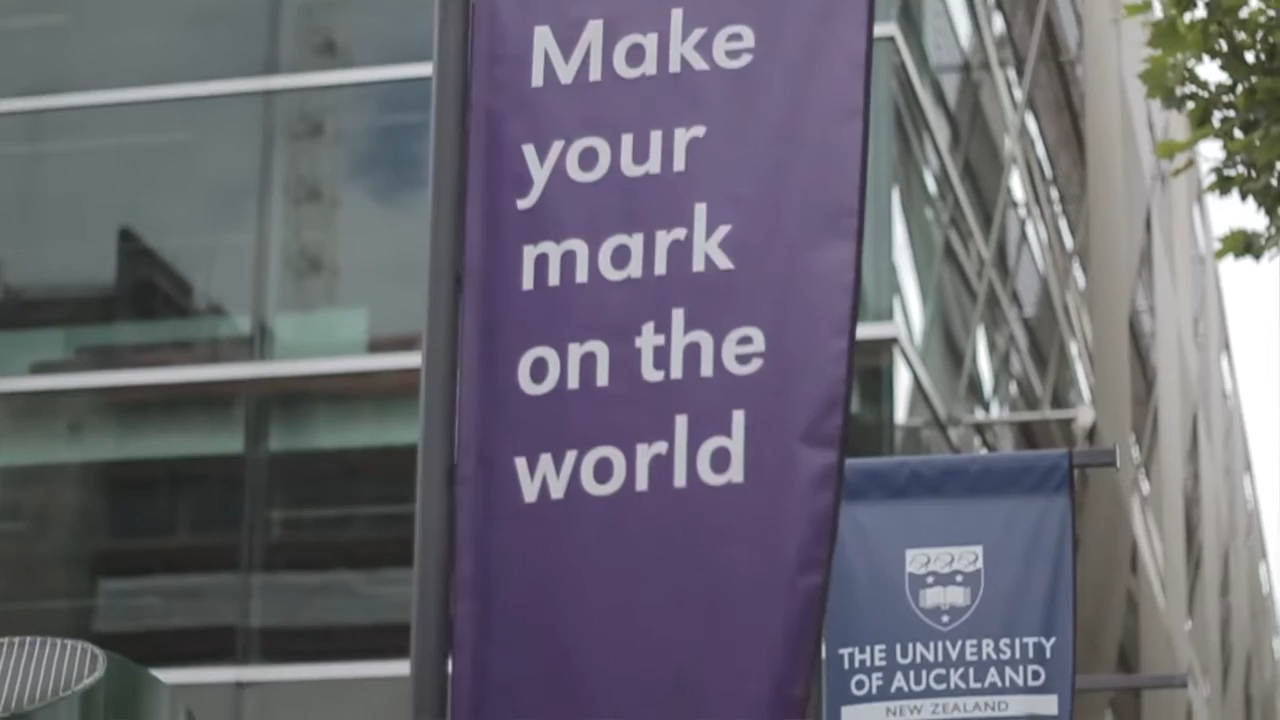 Make
your
mark
on the
world
THE UNIVERSITY
OF AUCKLAND
NEW ZEALAND